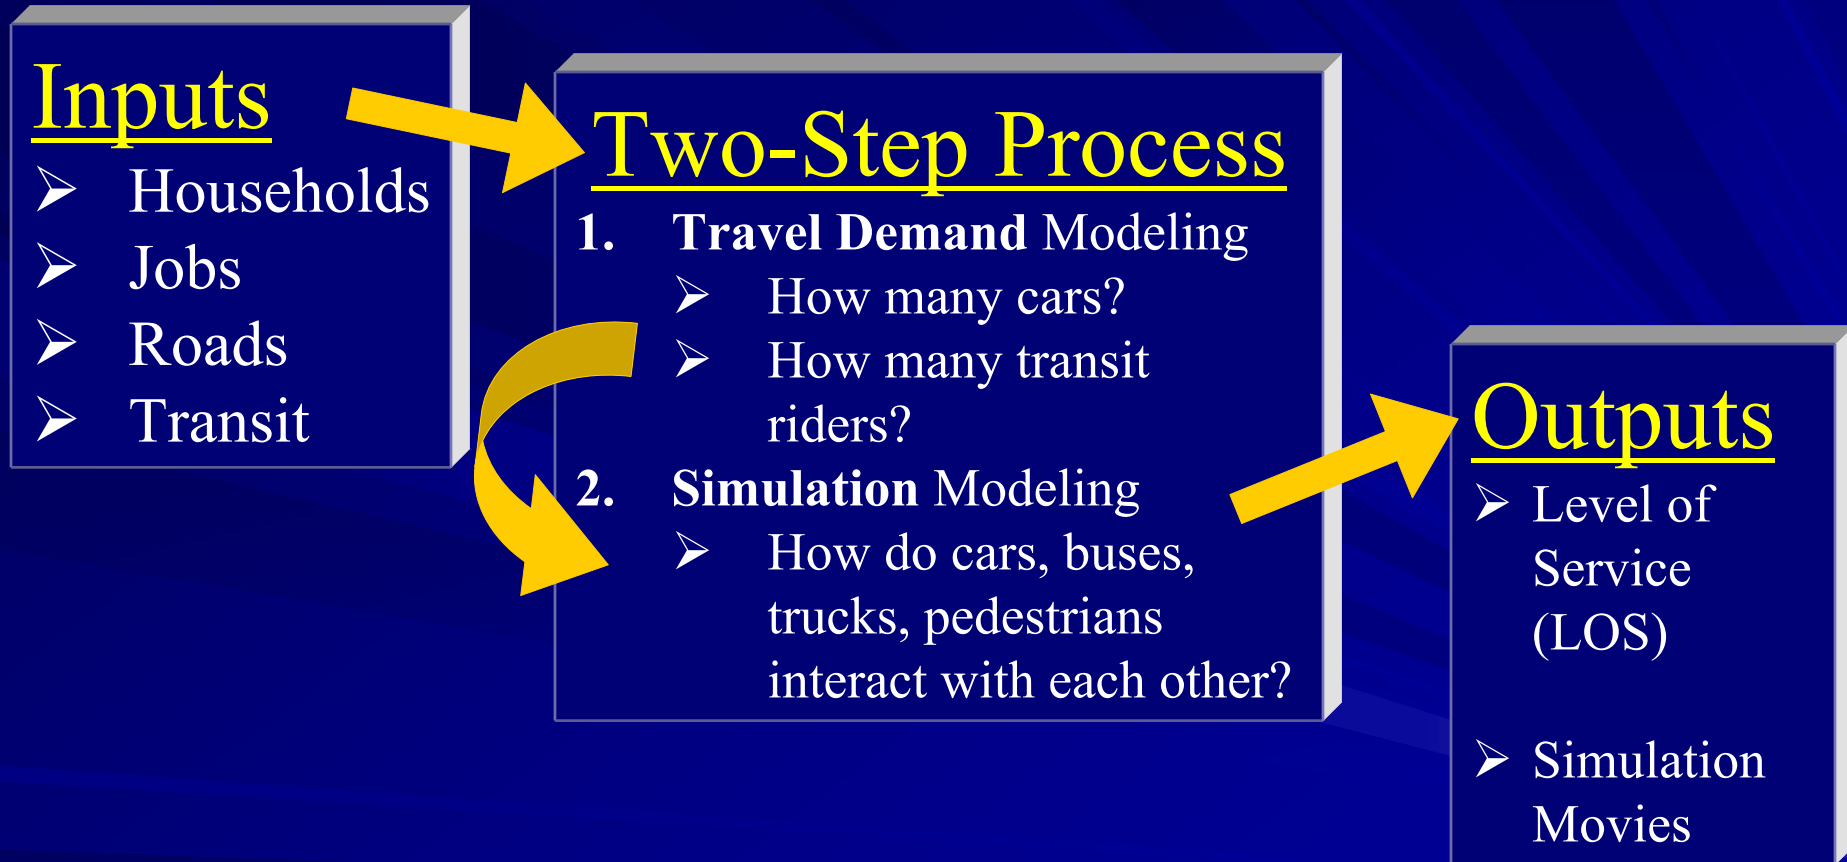 Inputs
➢ Households
➢ Jobs
➢ Roads
➢ Transit
Two-Step Process
1. Travel Demand Modeling
➢ How many cars?
➢ How many transit
riders?
2. Simulation Modeling
➢ How do cars, buses,
trucks, pedestrians
interact with each other?
Outputs
➢ Level of
Service
(LOS)
➢ Simulation
Movies